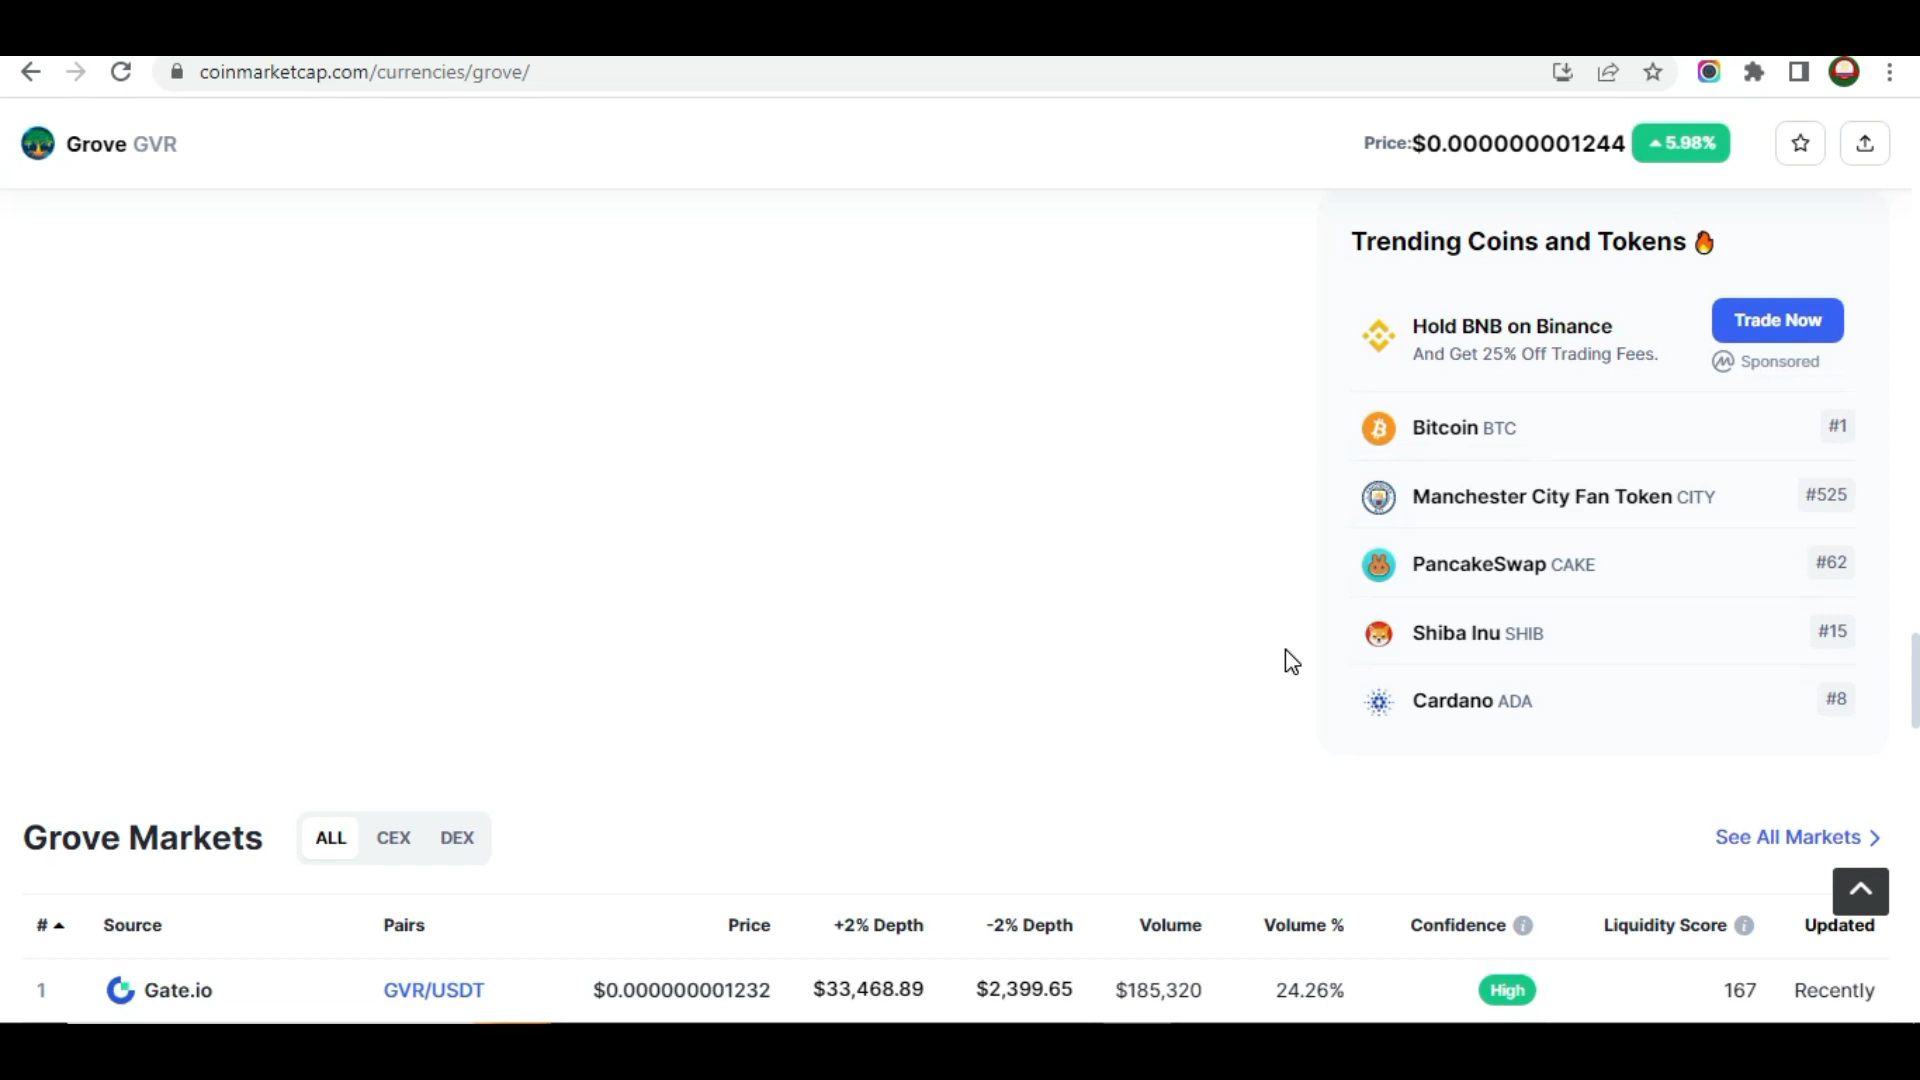 coinmarketcap.com/currencies/grove/
Grove GVR
Price:$0.000000001244 5.98%
Trending Coins and Tokens 🔥
Hold BNB on Binance
And Get 25% Off Trading Fees.
Trade Now
Sponsored
Bitcoin BTC #1
Manchester City Fan Token CITY #525
PancakeSwap CAKE #62
Shiba Inu SHIB #15
Cardano ADA #8
Grove Markets ALL CEX DEX See All Markets
# Source Pairs Price +2% Depth -2% Depth Volume Volume % Confidence Liquidity Score Updated
1 Gate.io GVR/USDT $0.000000001232 $33,468.89 $2,399.65 $185,320 24.26% High 167 Recently